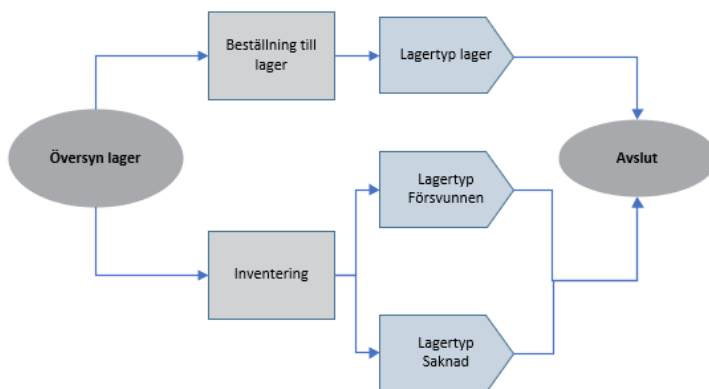 Beställning till
lager
Lagertyp lager
Översyn lager
Avslut
Lagertyp
Försvunnen
Inventering
Lagertyp
Saknad